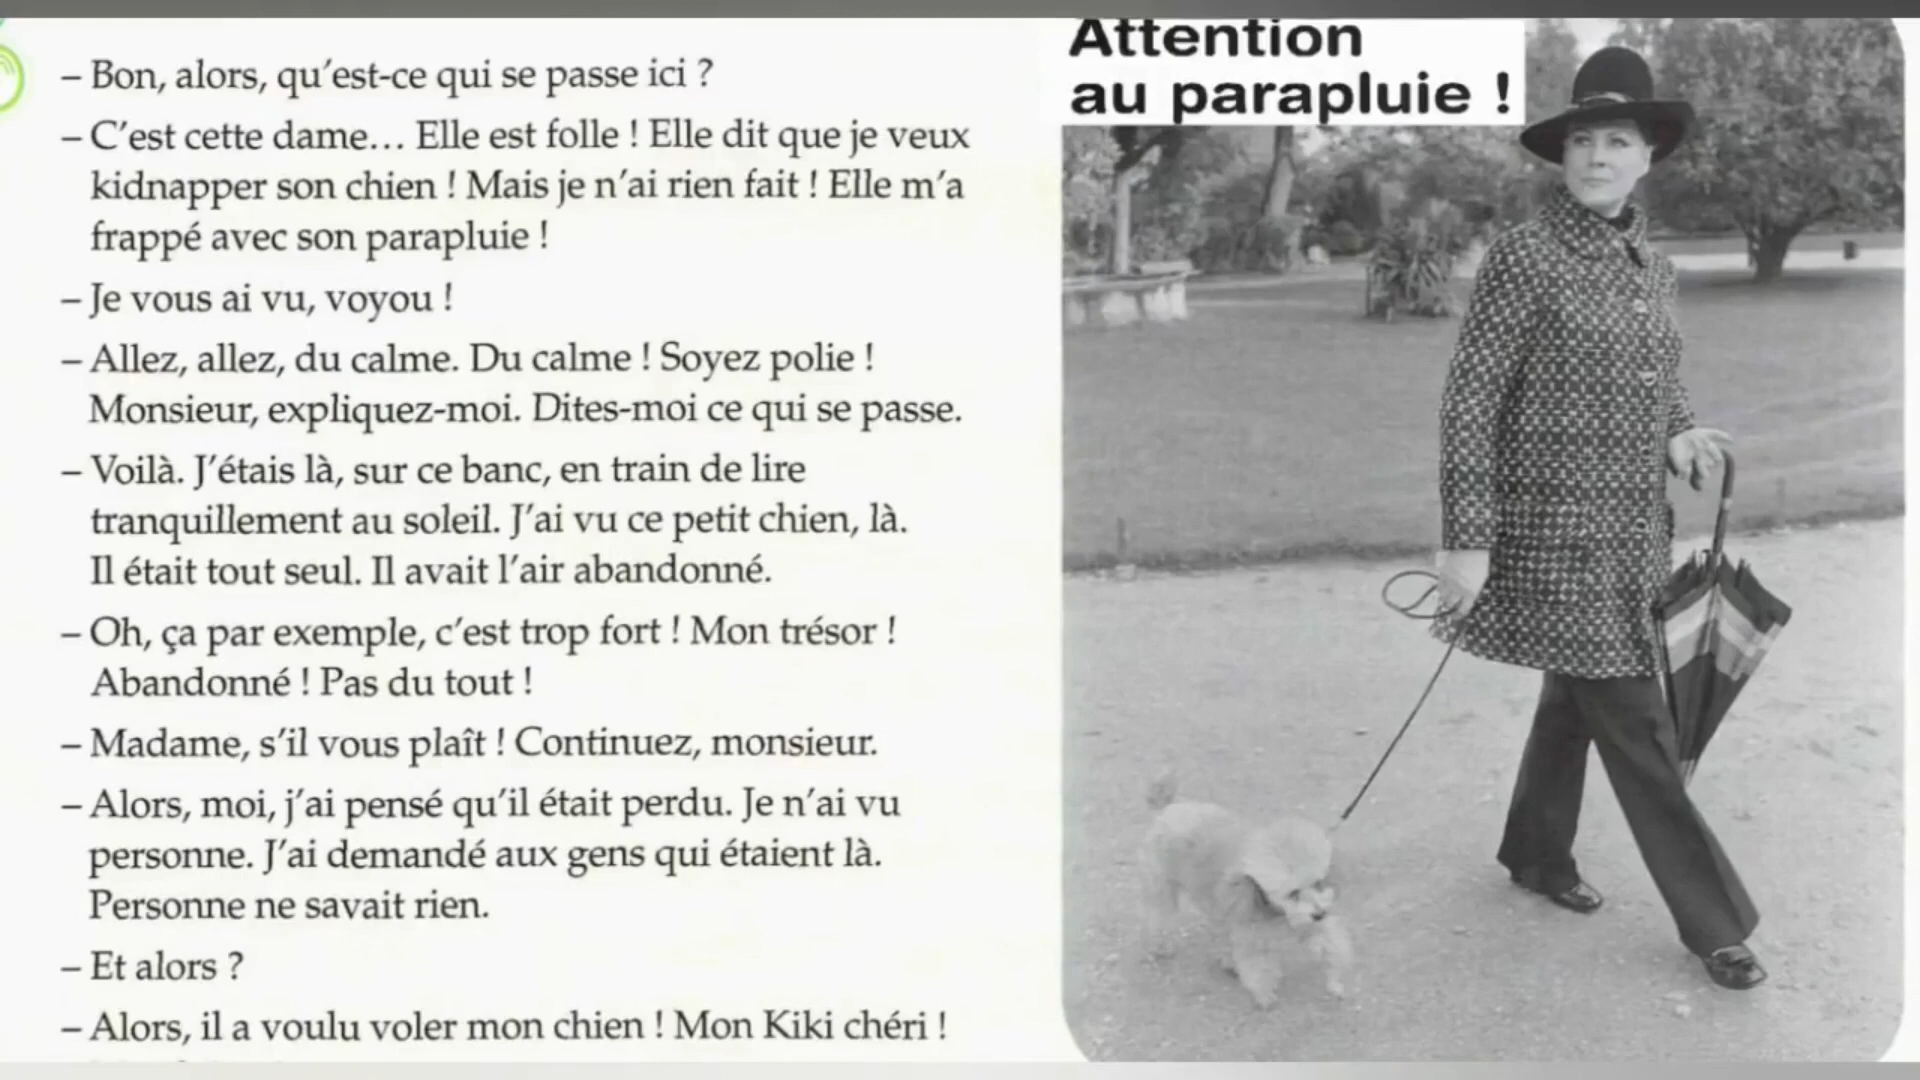 – Bon, alors, qu’est-ce qui se passe ici ?
– C’est cette dame… Elle est folle ! Elle dit que je veux
kidnapper son chien ! Mais je n’ai rien fait ! Elle m’a
frappé avec son parapluie !
– Je vous ai vu, voyou !
– Allez, allez, du calme. Du calme ! Soyez polie !
Monsieur, expliquez-moi. Dites-moi ce qui se passe.
– Voilà. J’étais là, sur ce banc, en train de lire
tranquillement au soleil. J’ai vu ce petit chien, là.
Il était tout seul. Il avait l’air abandonné.
– Oh, ça par exemple, c’est trop fort ! Mon trésor !
Abandonné ! Pas du tout !
– Madame, s’il vous plaît ! Continuez, monsieur.
– Alors, moi, j’ai pensé qu’il était perdu. Je n’ai vu
personne. J’ai demandé aux gens qui étaient là.
Personne ne savait rien.
– Et alors ?
– Alors, il a voulu voler mon chien ! Mon Kiki chéri !
Attention
au parapluie !